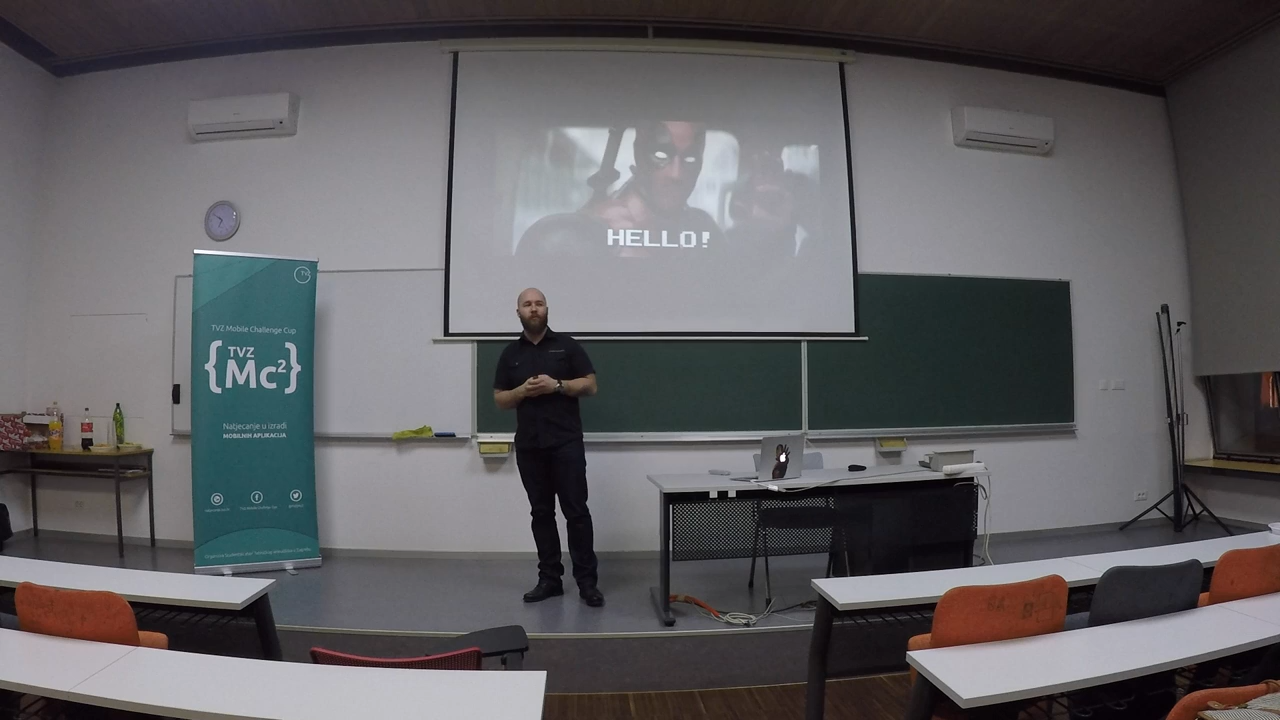 HELLO!
TVZ Mobile Challenge Cup
{TVZ
Mc²}
Natjecanje u izradi
MOBILNIH APLIKACIJA